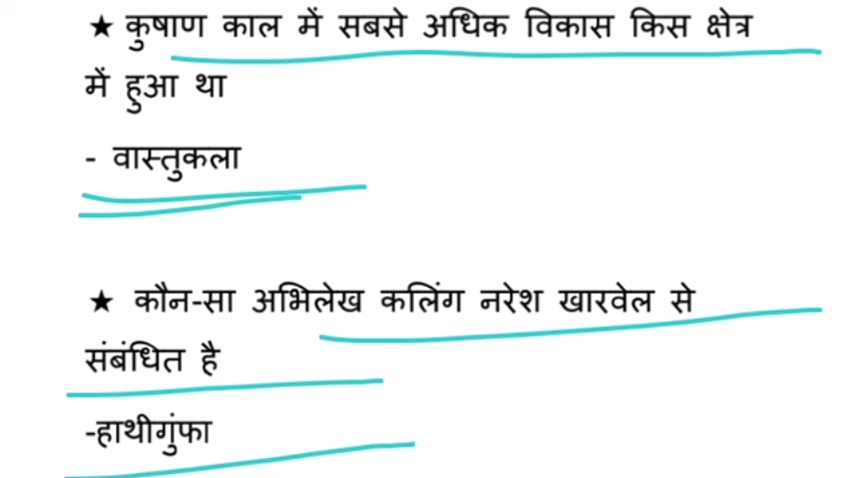 ★ कुषाण काल में सबसे अधिक विकास किस क्षेत्र
में हुआ था
- वास्तुकला
★ कौन-सा अभिलेख कलिंग नरेश खारवेल से
संबंधित है
-हाथीगुंफा